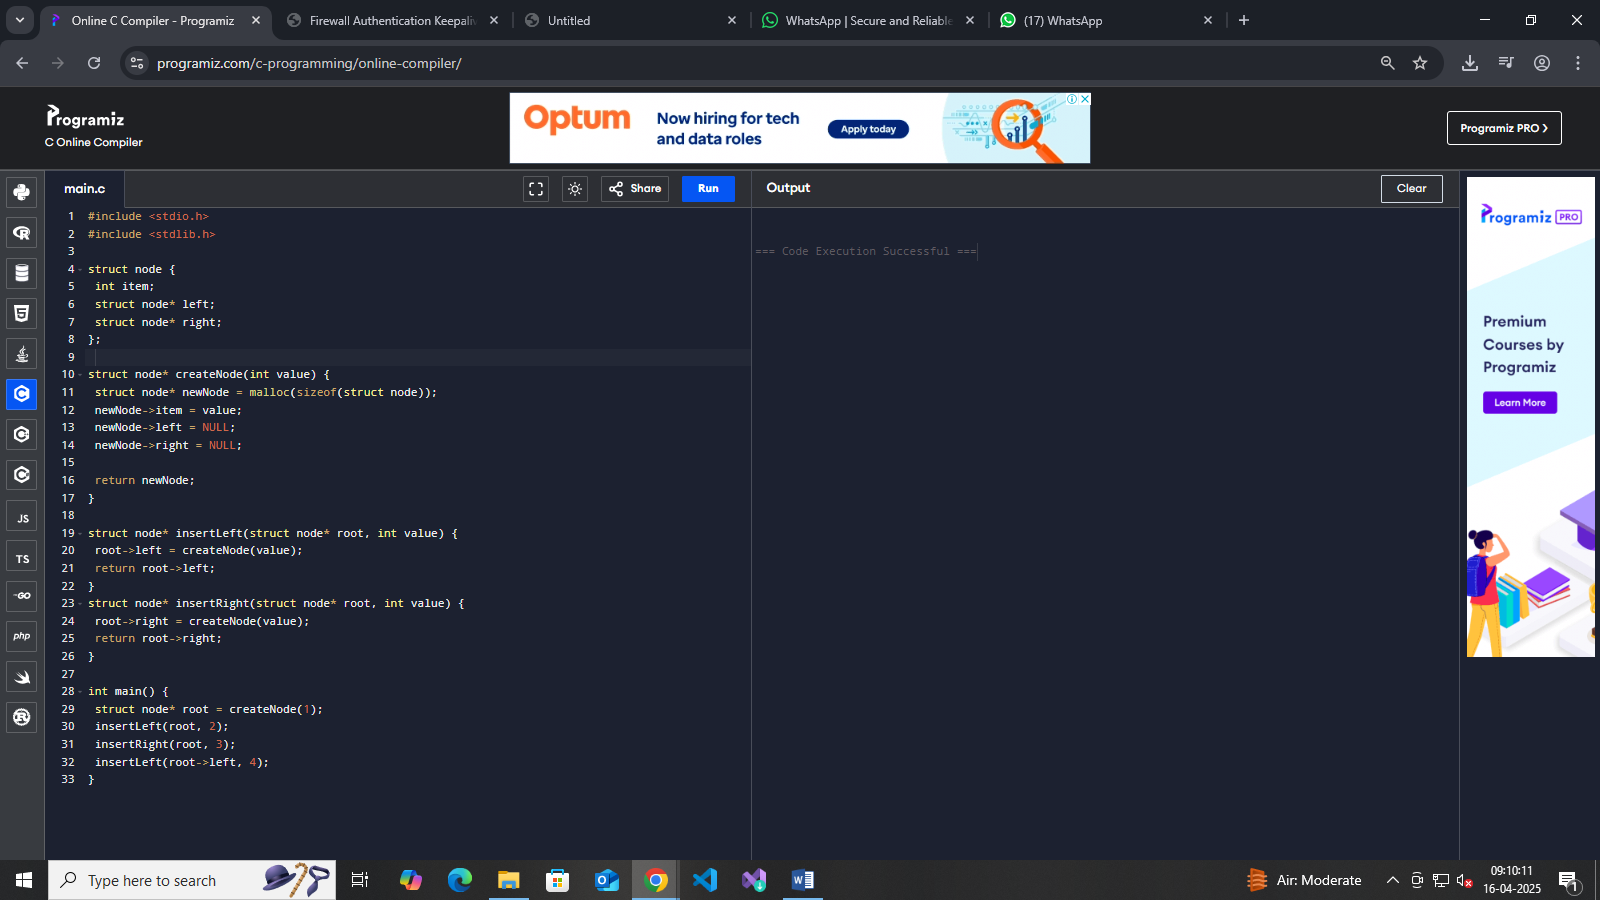 Online C Compiler - Programiz
Firewall Authentication Keepaliv
Untitled
WhatsApp | Secure and Reliable
(17) WhatsApp
programiz.com/c-programming/online-compiler/
Programiz
C Online Compiler
Optum
Now hiring for tech
and data roles
Apply today
Programiz PRO
main.c
Share
Run
Output
Clear
1 #include <stdio.h>
2 #include <stdlib.h>
3
4 struct node {
5 int item;
6 struct node* left;
7 struct node* right;
8 };
9
10 struct node* createNode(int value) {
11 struct node* newNode = malloc(sizeof(struct node));
12 newNode->item = value;
13 newNode->left = NULL;
14 newNode->right = NULL;
15
16 return newNode;
17 }
18
19 struct node* insertLeft(struct node* root, int value) {
20 root->left = createNode(value);
21 return root->left;
22 }
23 struct node* insertRight(struct node* root, int value) {
24 root->right = createNode(value);
25 return root->right;
26 }
27
28 int main() {
29 struct node* root = createNode(1);
30 insertLeft(root, 2);
31 insertRight(root, 3);
32 insertLeft(root->left, 4);
33 }
=== Code Execution Successful ===
Programiz PRO
Premium
Courses by
Programiz
Learn More
JS
TS
GO
php
Type here to search
Air: Moderate
09:10:11
16-04-2025
1